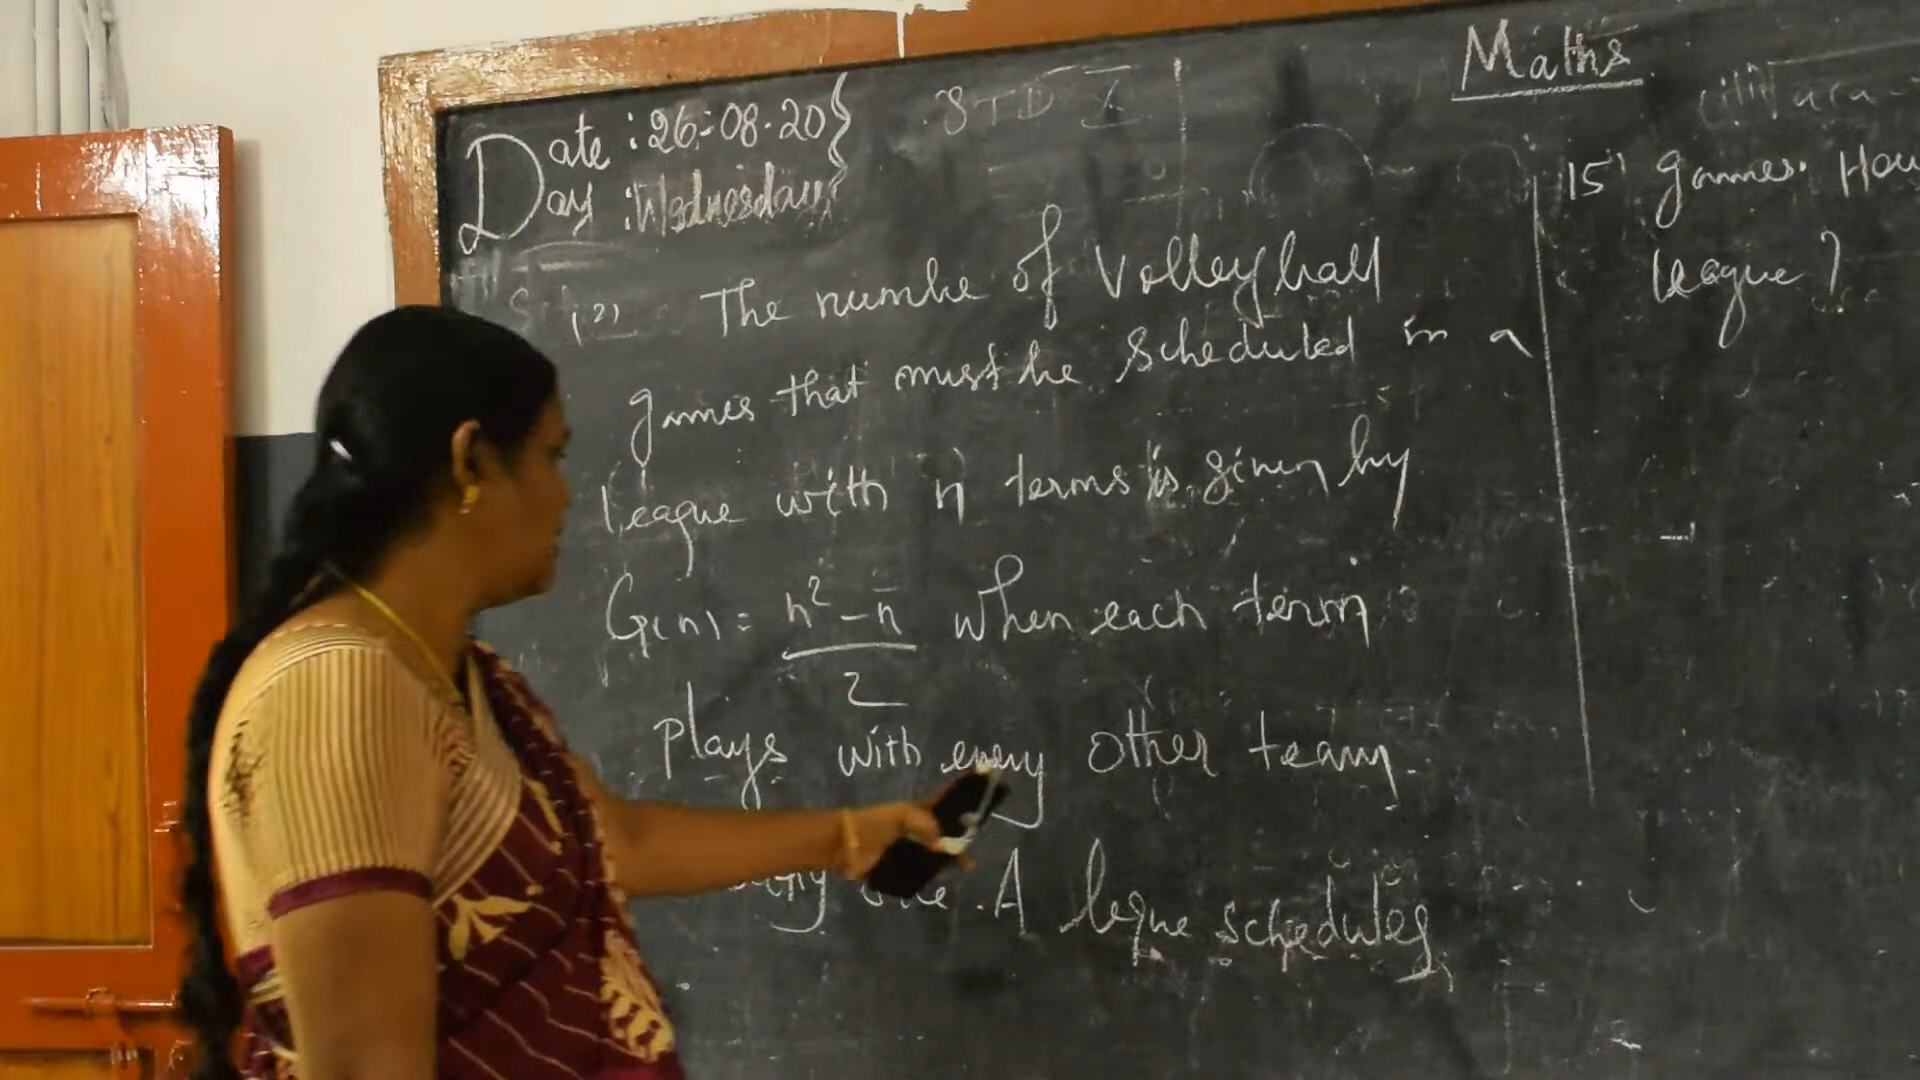 Maths
Date : 26-08.20
Day : Wednesday
STD X
(2) The numbe of Volleyball
games that must be scheduled in a
league with n terms is given by
G(n) = n² - n / 2 when each term
plays with every other team.
. A legue schedules
15 games. How
league?